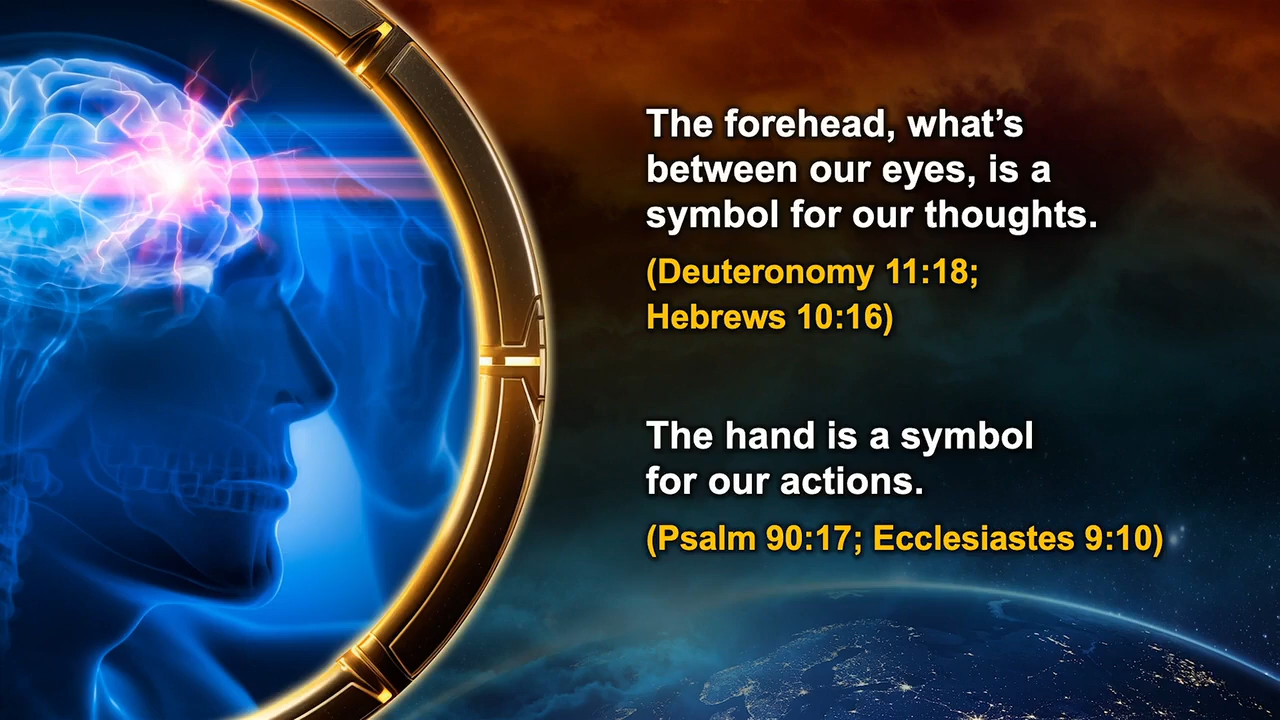 The forehead, what’s
between our eyes, is a
symbol for our thoughts.
(Deuteronomy 11:18;
Hebrews 10:16)
The hand is a symbol
for our actions.
(Psalm 90:17; Ecclesiastes 9:10)